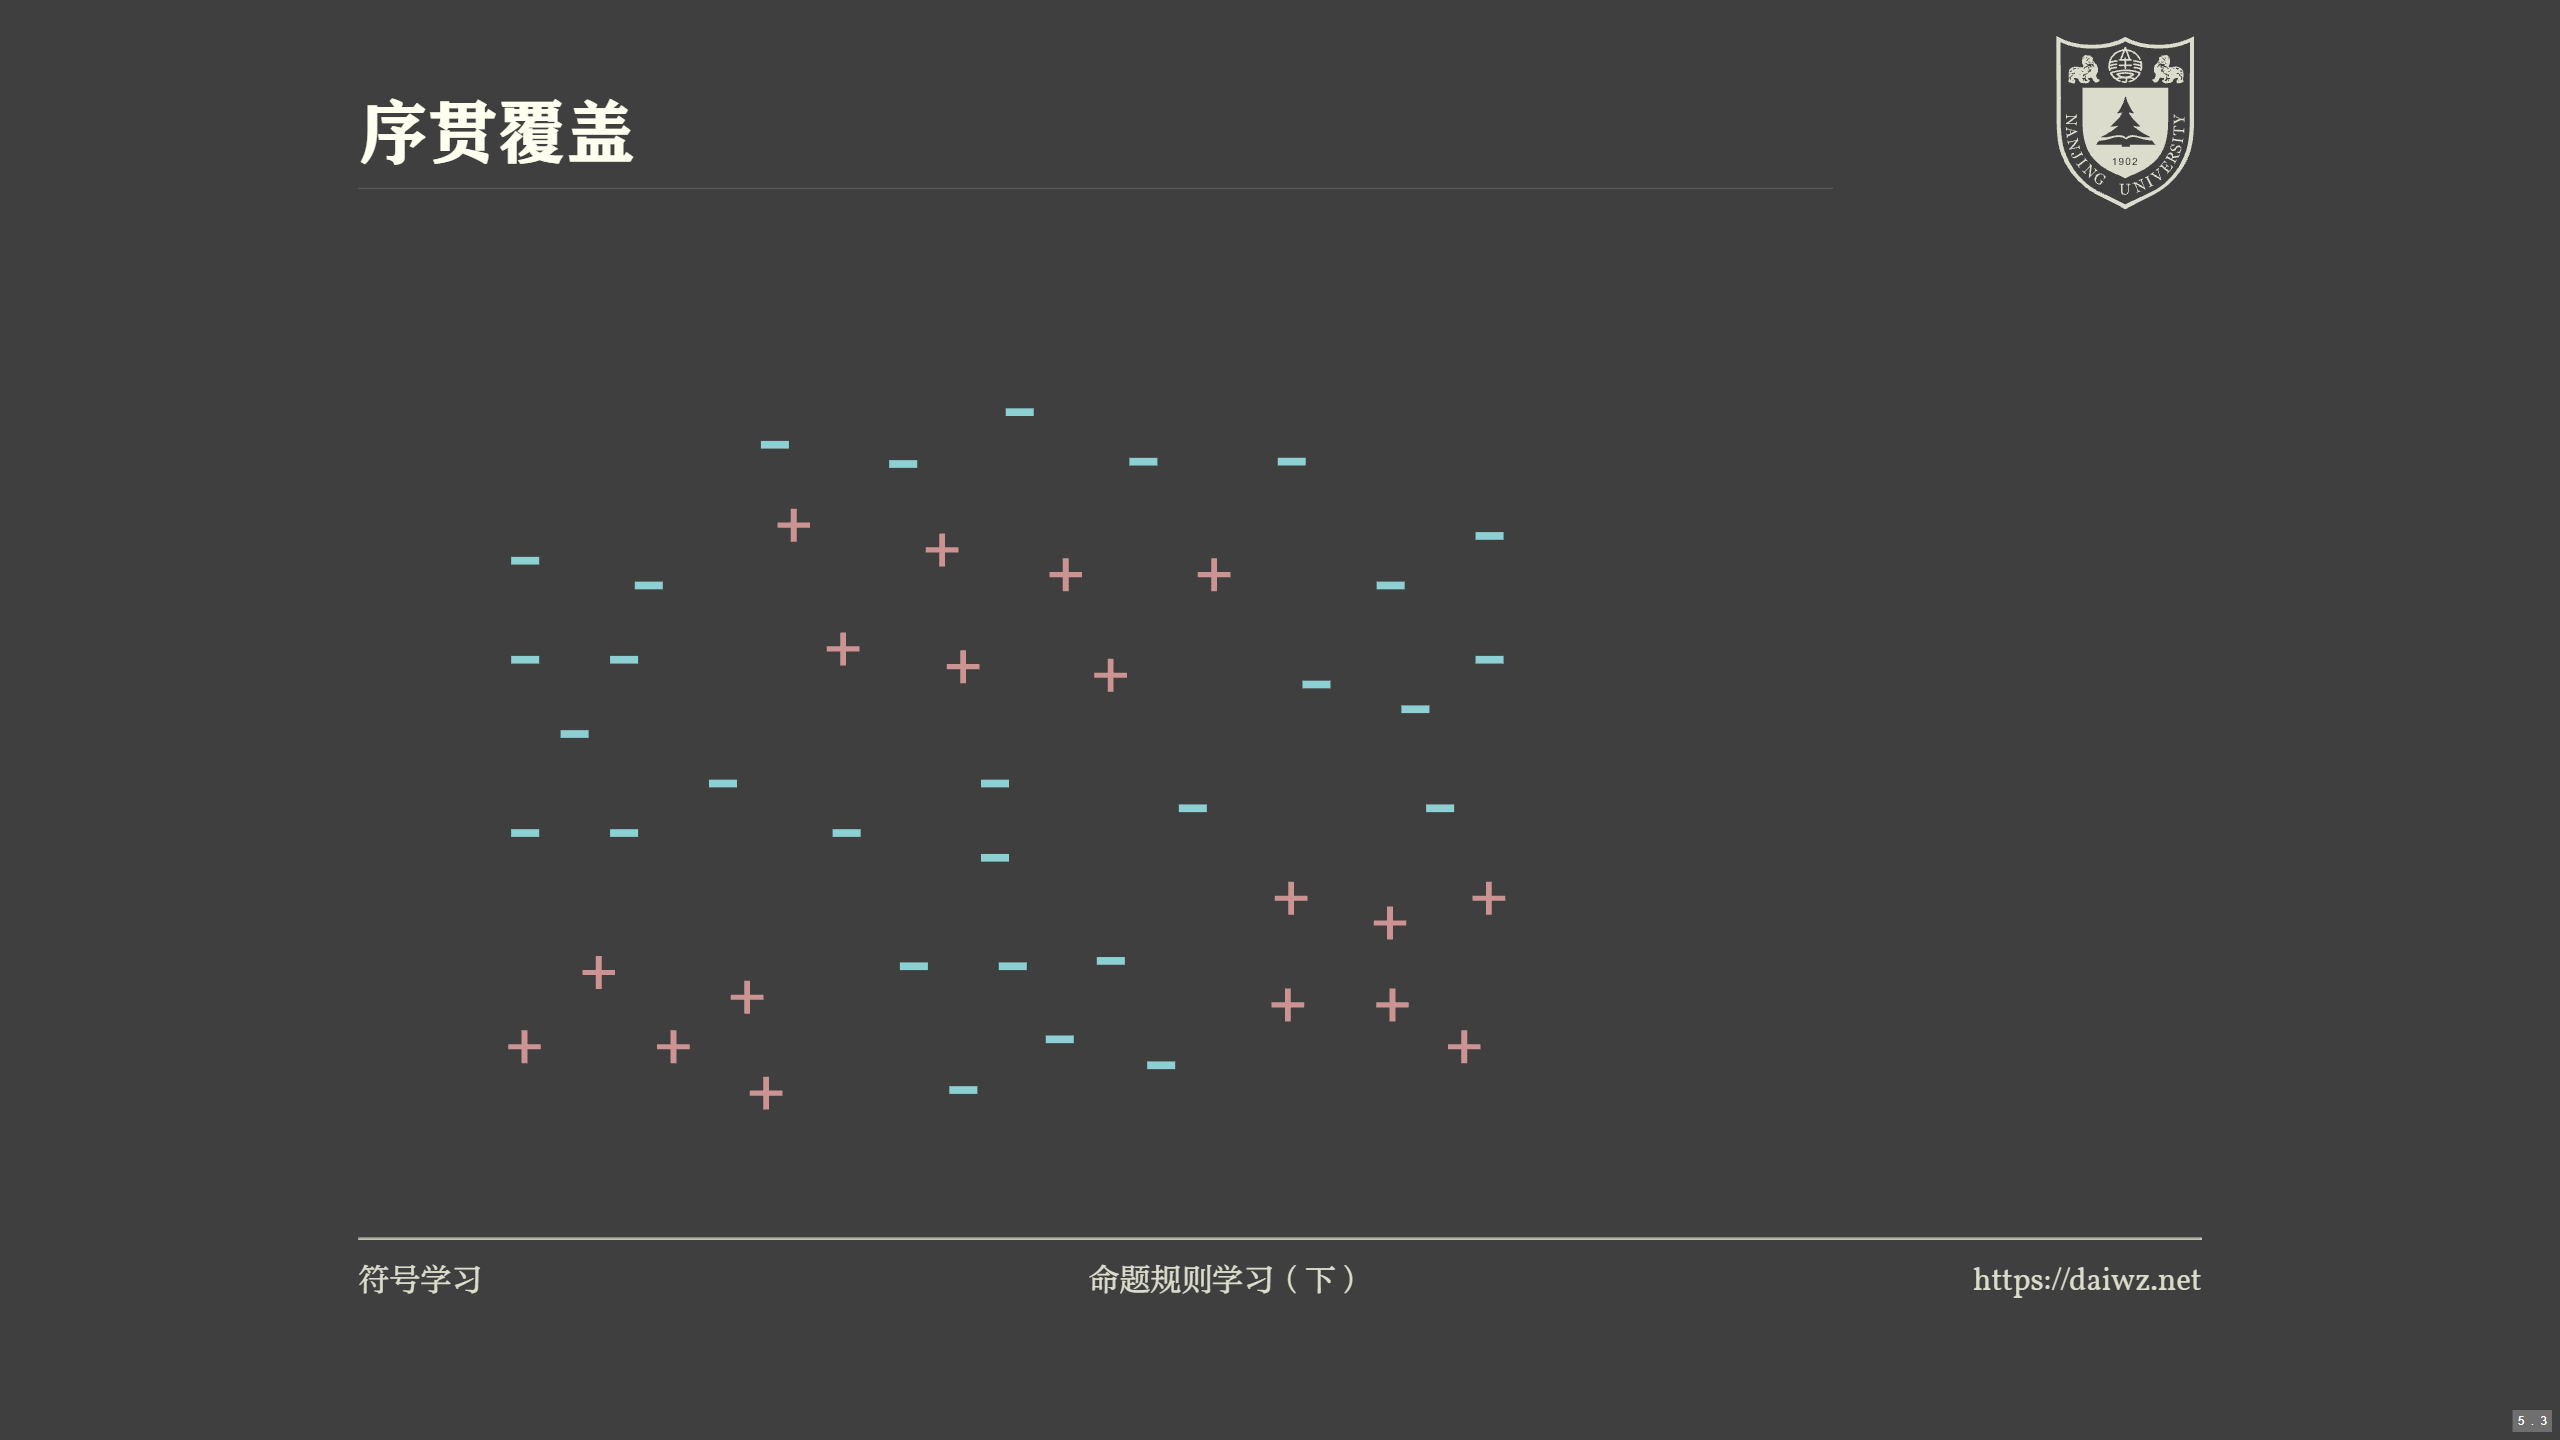 序贯覆盖
NANJING UNIVERSITY
1902
符号学习
命题规则学习（下）
https://daiwz.net
5.3